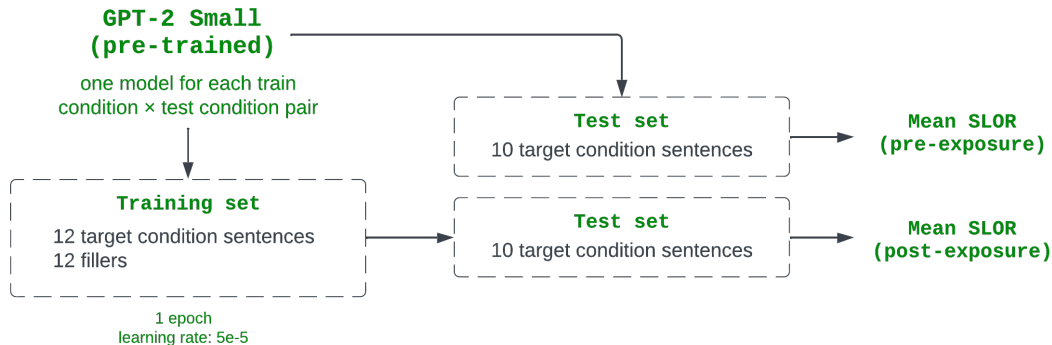 GPT-2 Small
(pre-trained)
one model for each train
condition × test condition pair
Training set
12 target condition sentences
12 fillers
1 epoch
learning rate: 5e-5
Test set
10 target condition sentences
Mean SLOR
(pre-exposure)
Test set
10 target condition sentences
Mean SLOR
(post-exposure)